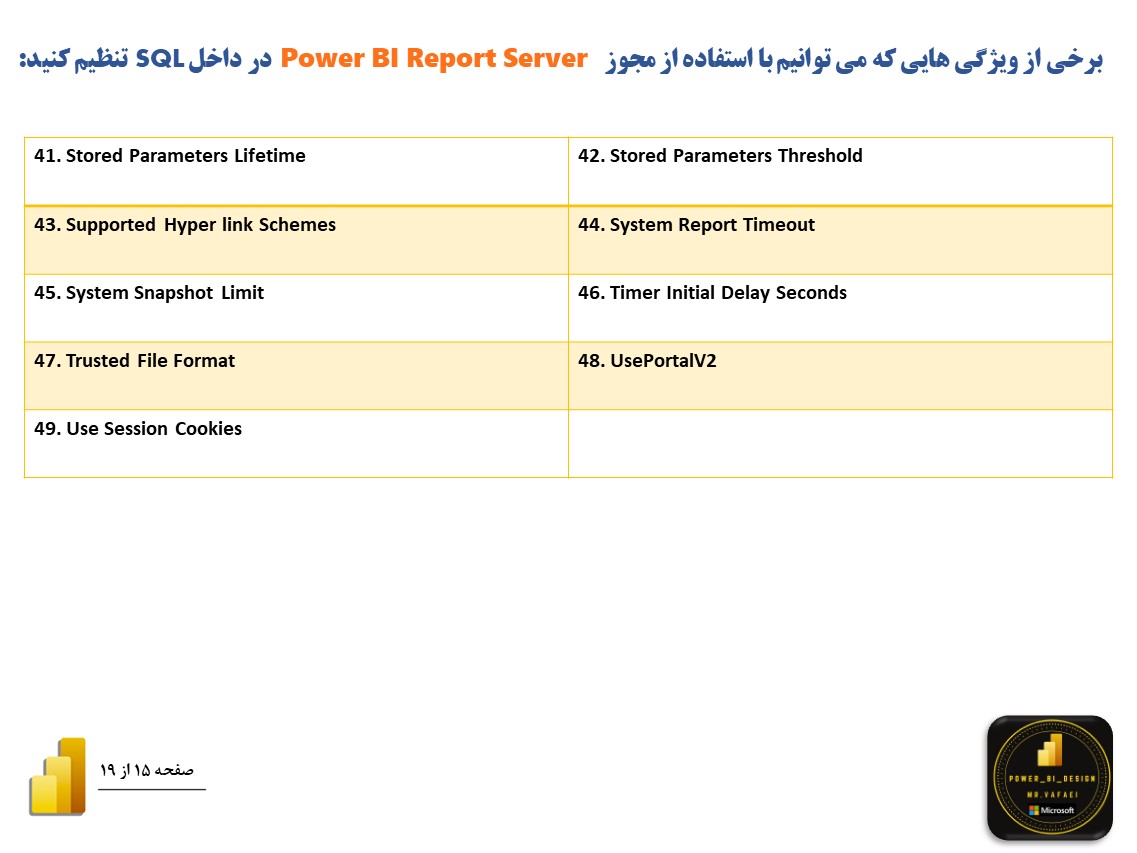 برخی از ویژگی هایی که می توانیم با استفاده از مجوز Power BI Report Server در داخل SQL تنظیم کنید:
41. Stored Parameters Lifetime
42. Stored Parameters Threshold
43. Supported Hyper link Schemes
44. System Report Timeout
45. System Snapshot Limit
46. Timer Initial Delay Seconds
47. Trusted File Format
48. UsePortalV2
49. Use Session Cookies
صفحه ۱۵ از ۱۹
POWER_BI_DESIGN
MR.VAFAEI
Microsoft